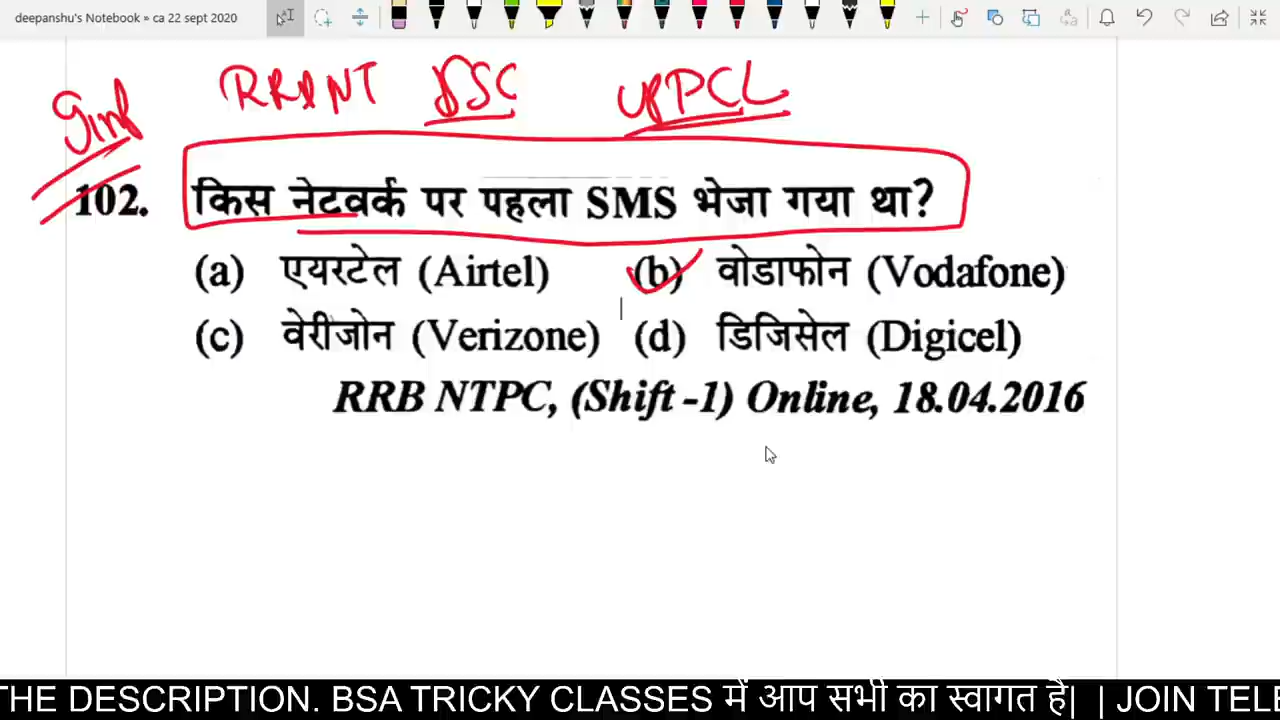 deepanshu's Notebook » ca 22 sept 2020
SSC
UPPCL
102. किस नेटवर्क पर पहला SMS भेजा गया था?
(a) एयरटेल (Airtel) (b) वोडाफोन (Vodafone)
(c) वेरीजोन (Verizone) (d) डिजिसेल (Digicel)
RRB NTPC, (Shift -1) Online, 18.04.2016
THE DESCRIPTION. BSA TRICKY CLASSES में आप सभी का स्वागत है| | JOIN TELE